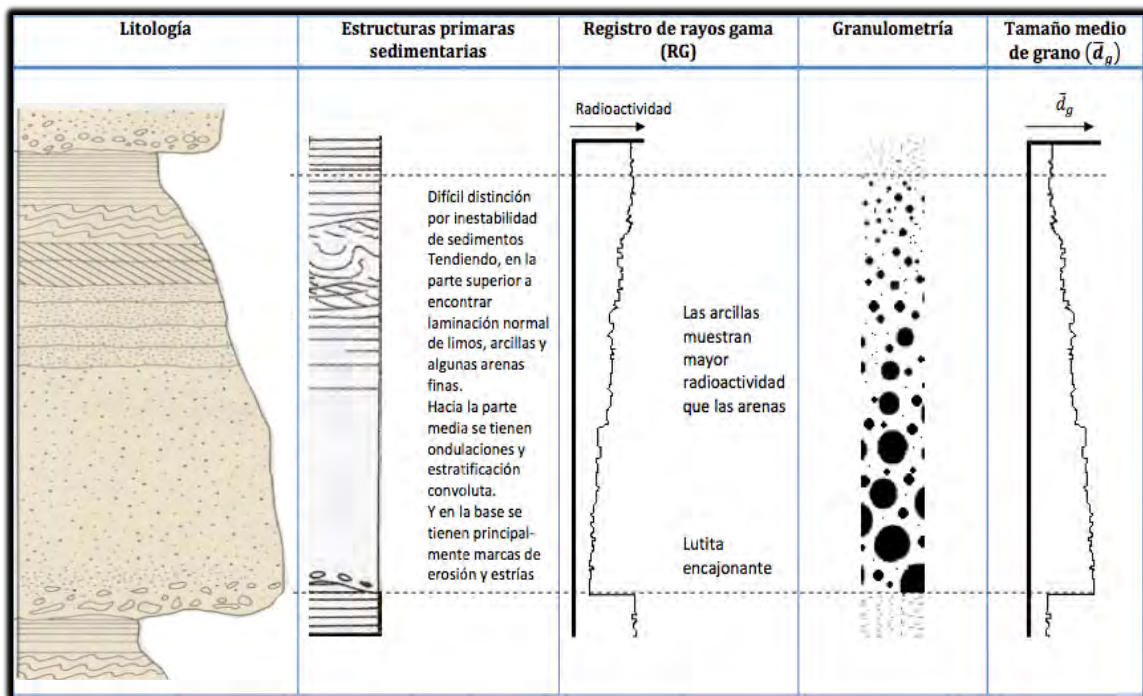 Litología
Estructuras primaras
sedimentarias
Registro de rayos gama
(RG)
Granulometría
Tamaño medio
de grano (d̄g)
Radioactividad
d̄g
Difícil distinción
por inestabilidad
de sedimentos
Tendiendo, en la
parte superior a
encontrar
laminación normal
de limos, arcillas y
algunas arenas
finas.
Hacia la parte
media se tienen
ondulaciones y
estratificación
convoluta.
Y en la base se
tienen principal-
mente marcas de
erosión y estrías
Las arcillas
muestran
mayor
radioactividad
que las arenas
Lutita
encajonante